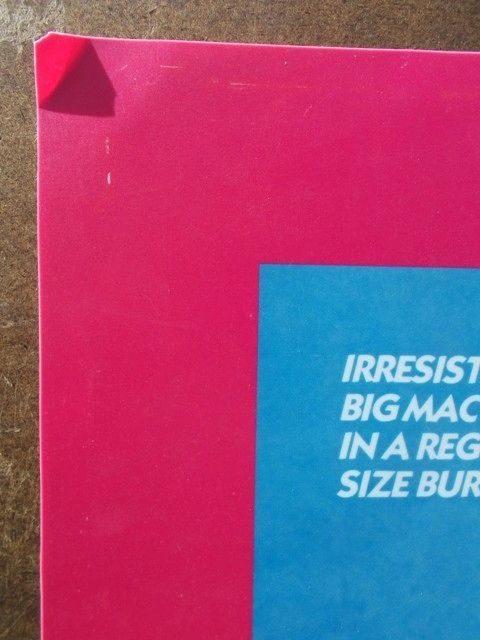 IRRESIST
BIG MAC
IN A REG
SIZE BUR